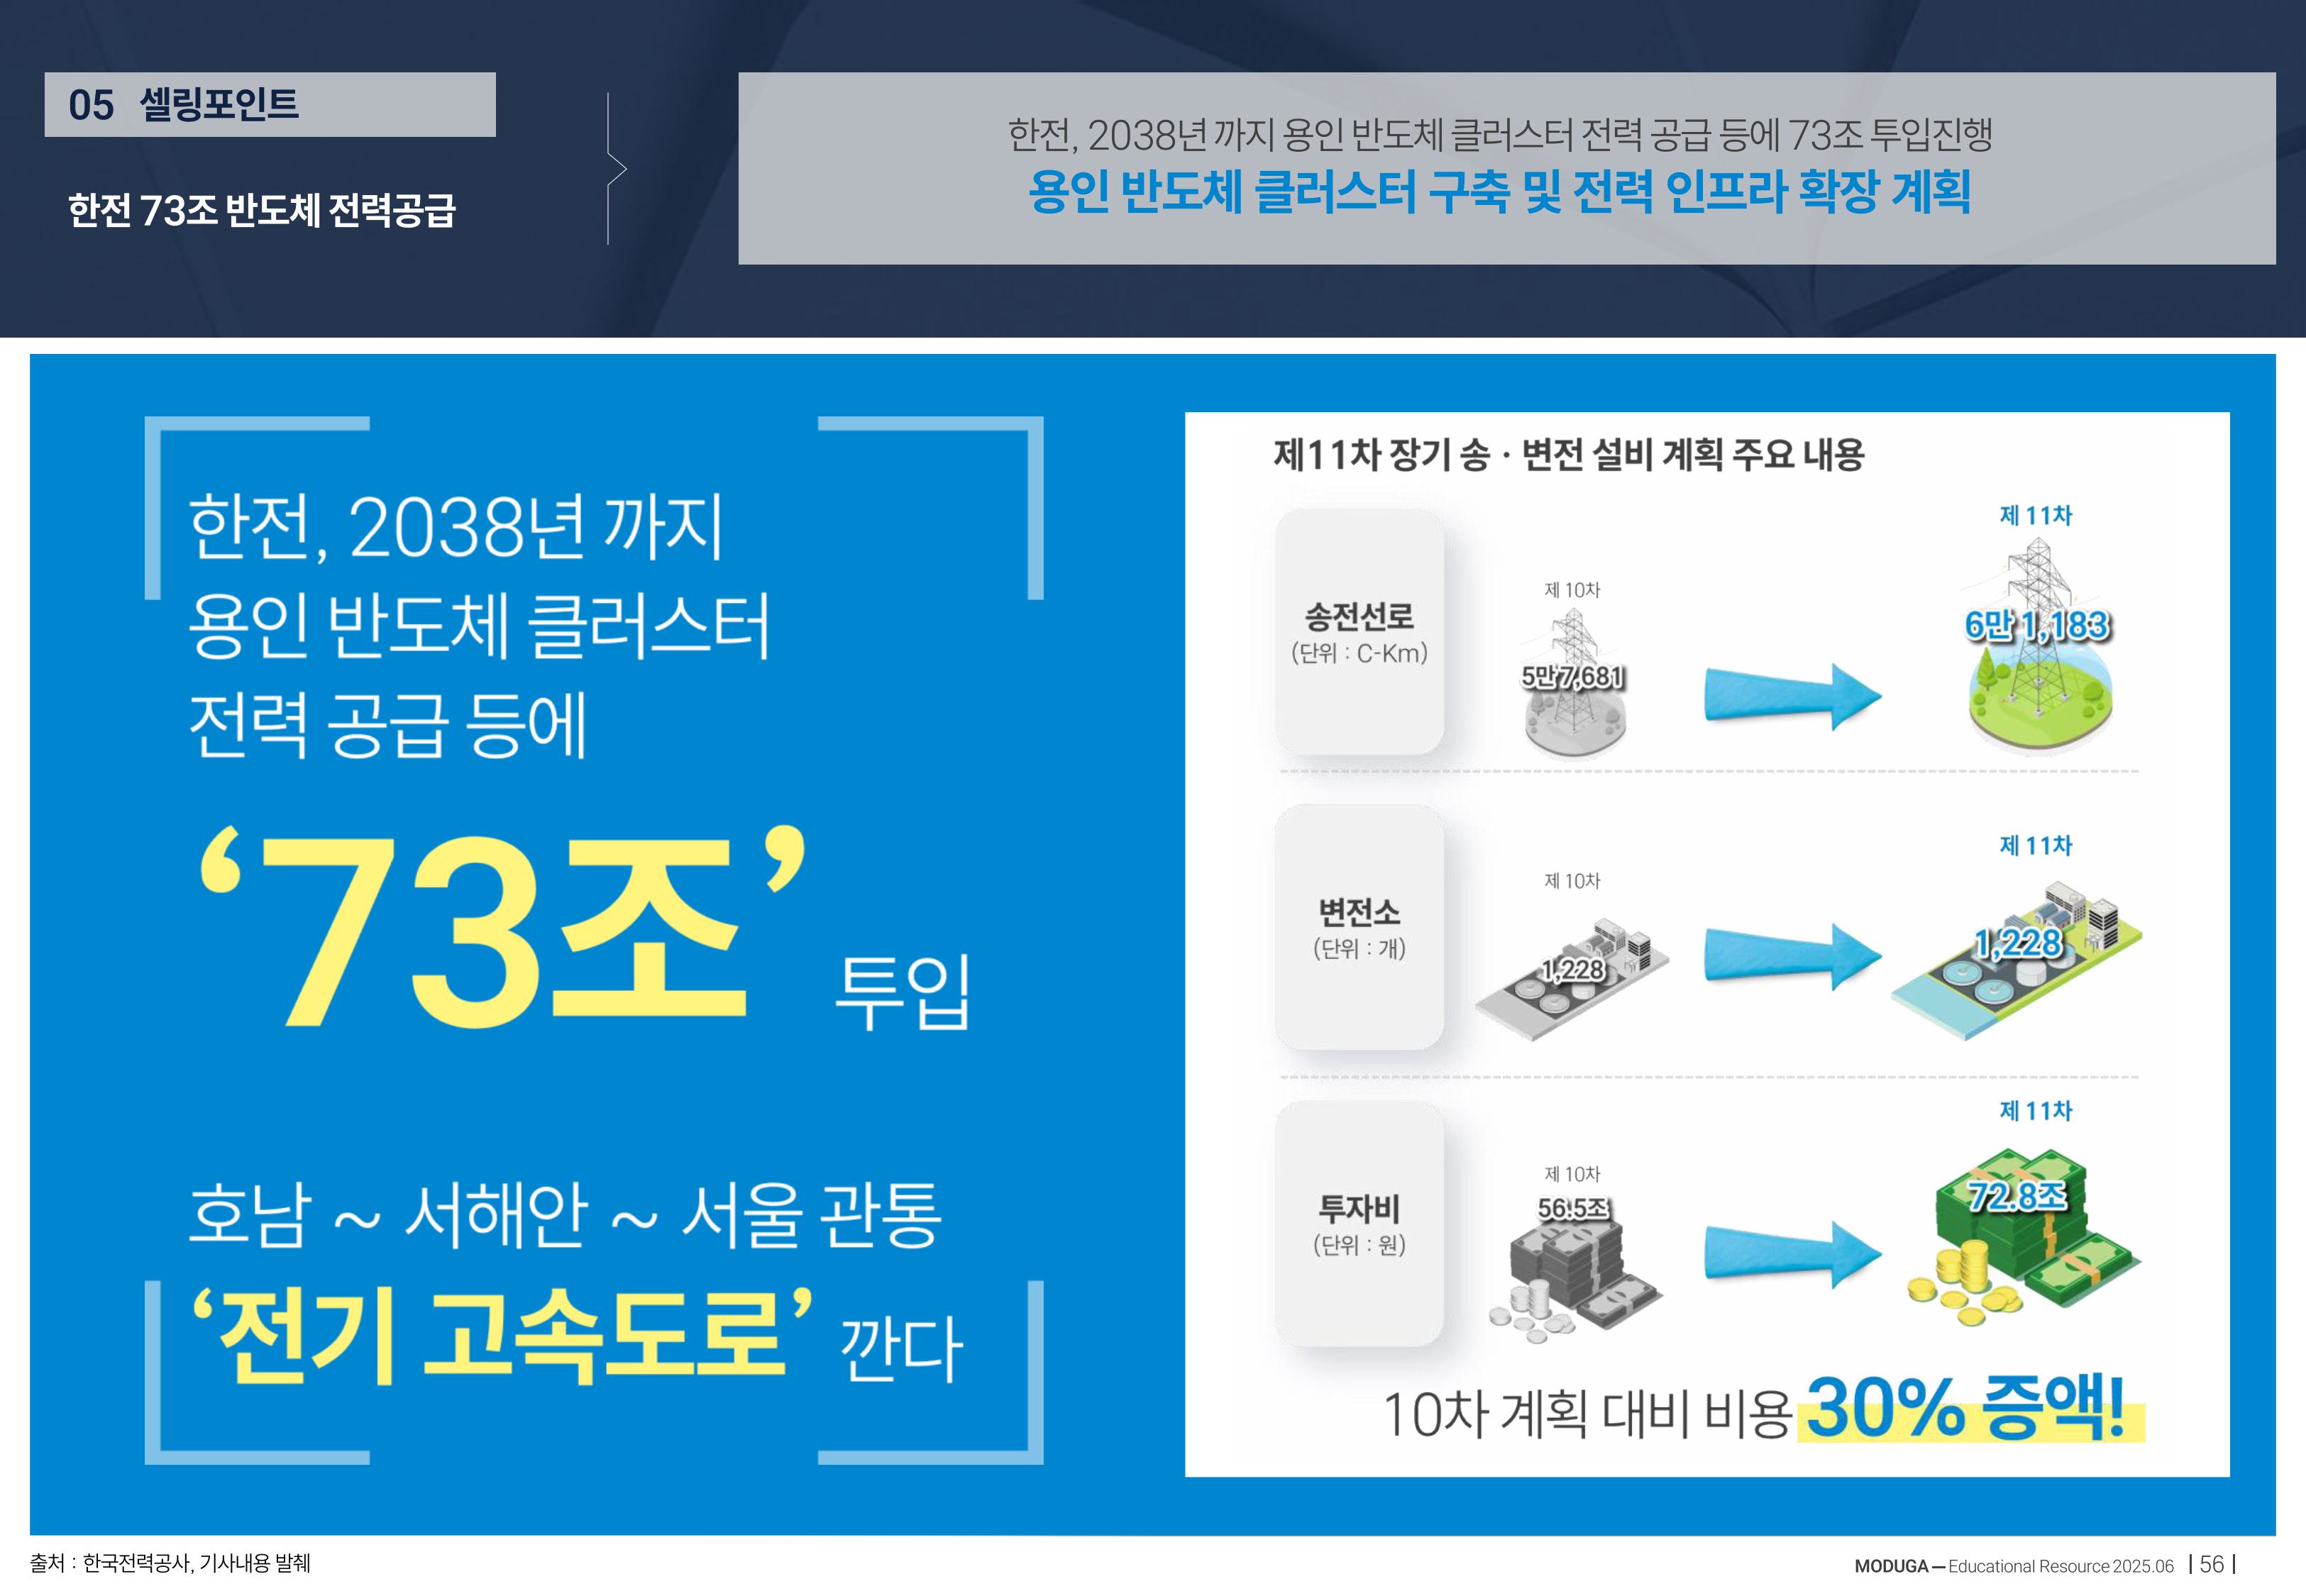 05 셀링포인트
한전 73조 반도체 전력공급
한전, 2038년 까지 용인 반도체 클러스터 전력 공급 등에 73조 투입진행
용인 반도체 클러스터 구축 및 전력 인프라 확장 계획
한전, 2038년 까지
용인 반도체 클러스터
전력 공급 등에
‘73조’ 투입
호남 ~ 서해안 ~ 서울 관통
‘전기 고속도로’ 깐다
제11차 장기 송 · 변전 설비 계획 주요 내용
송전선로
(단위 : C-Km)
제 10차
5만 7,681
제 11차
6만 1,183
변전소
(단위 : 개)
제 10차
1,228
제 11차
1,228
투자비
(단위 : 원)
제 10차
56.5조
제 11차
72.8조
10차 계획 대비 비용 30% 증액!
출처 : 한국전력공사, 기사내용 발췌
MODUGA — Educational Resource 2025.06 | 56 |